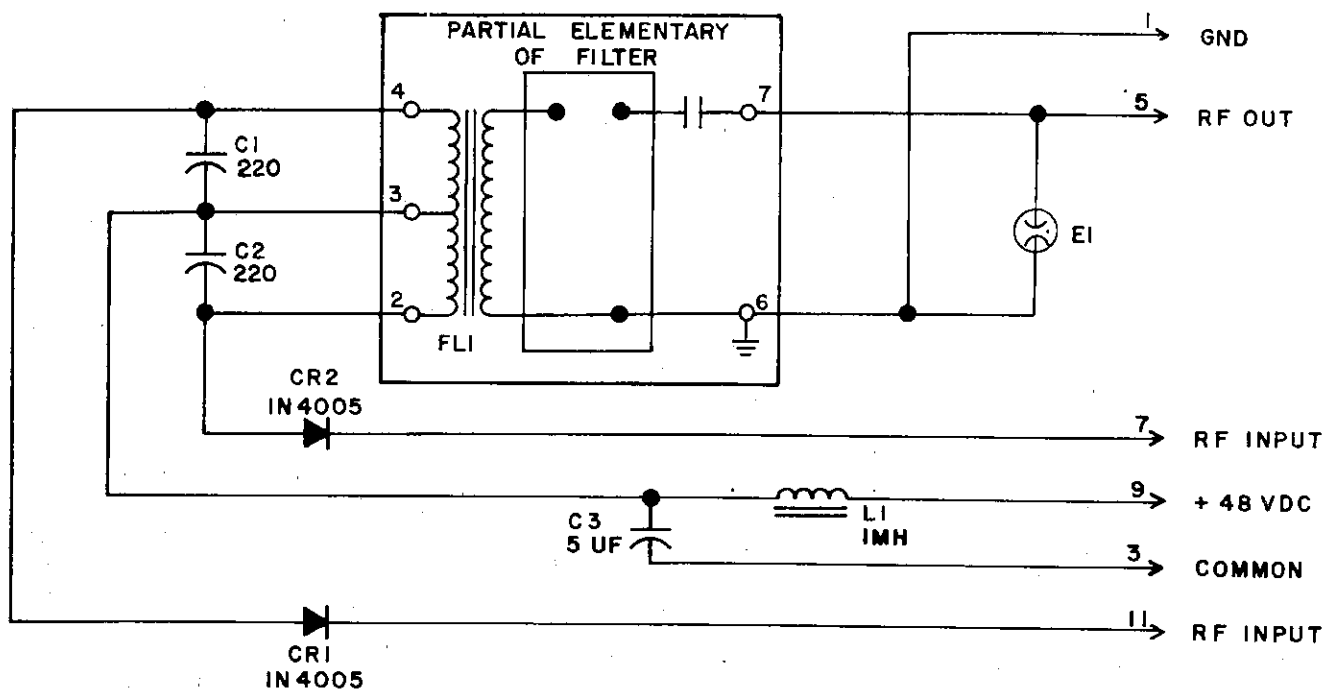 PARTIAL ELEMENTARY
OF FILTER
1
GND
4
7
5
RF OUT
C1
220
3
C2
220
E1
2
6
FL1
CR2
IN4005
7
RF INPUT
9
+ 48 VDC
C3
5 UF
L1
1MH
3
COMMON
11
RF INPUT
CR1
IN4005